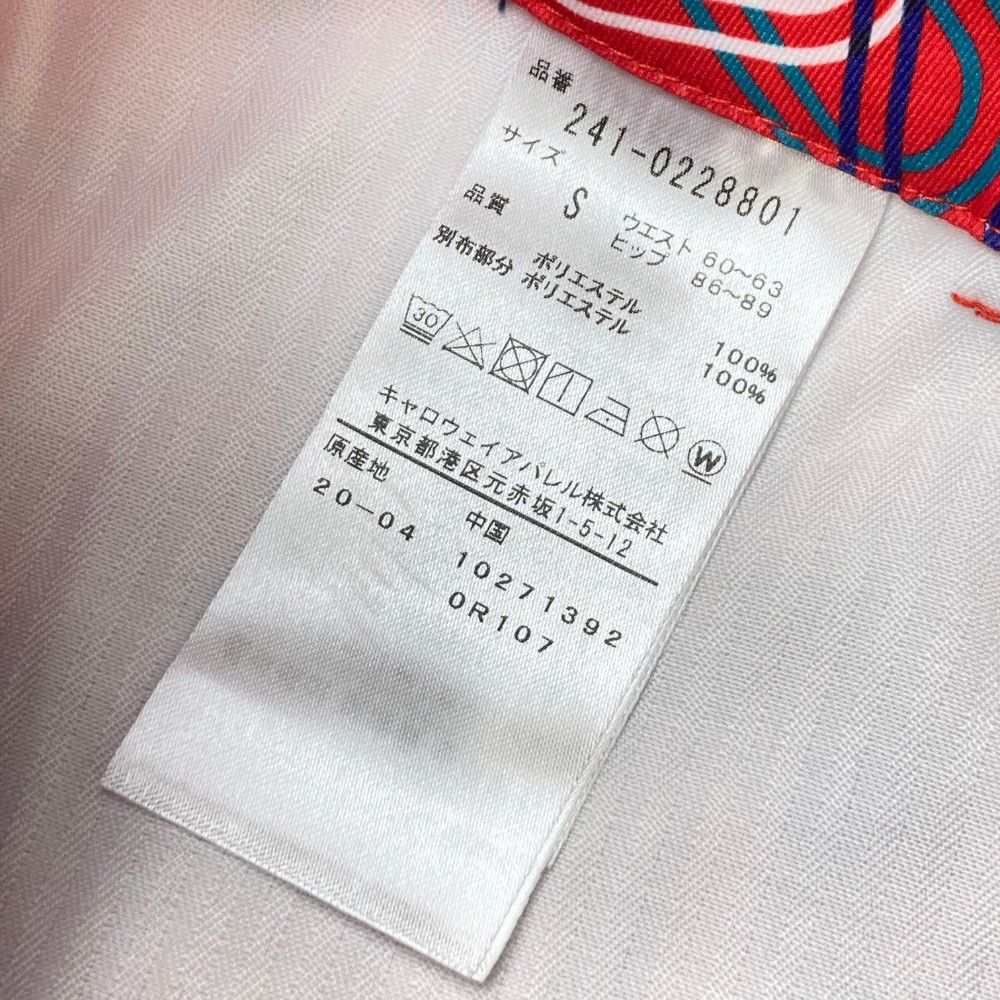 品番
241-0228801
サイズ
S ウエスト 60~63
ヒップ 86~89
品質 ポリエステル 100%
別布部分 ポリエステル 100%
30
W
キャロウェイアパレル株式会社
東京都港区元赤坂1-5-12
原産地 中国
20-04 10271392
0R107